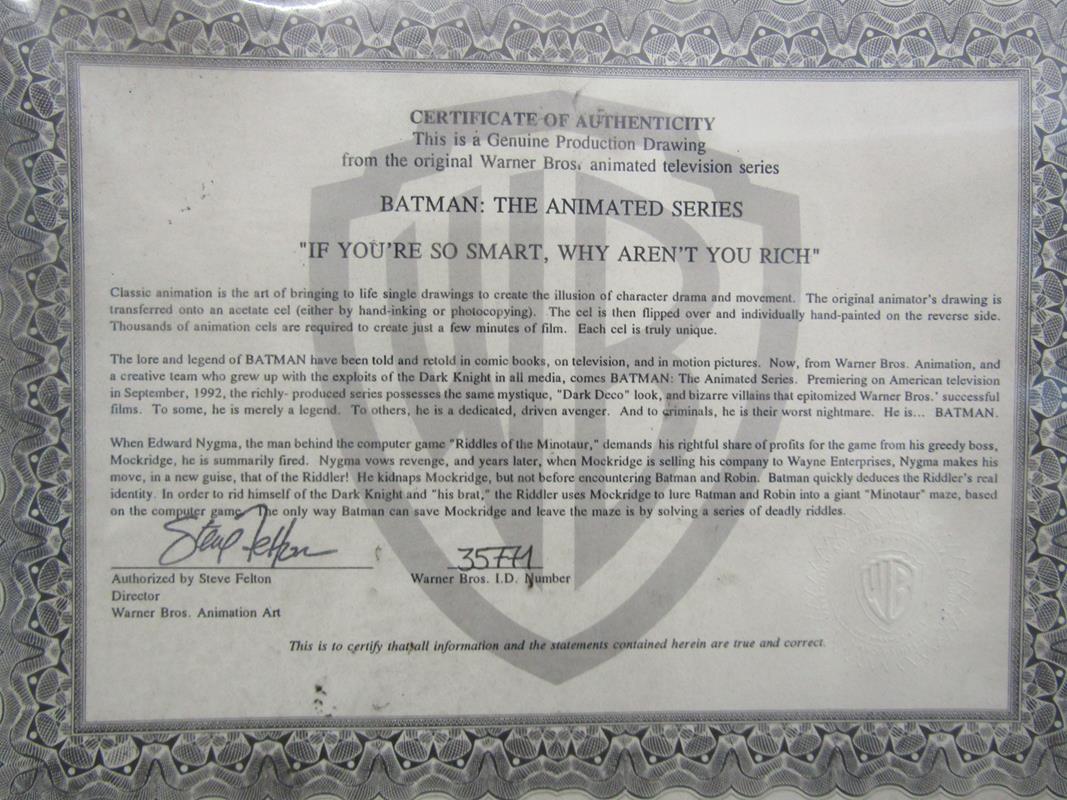 CERTIFICATE OF AUTHENTICITY
This is a Genuine Production Drawing
from the original Warner Bros. animated television series
BATMAN: THE ANIMATED SERIES
"IF YOU'RE SO SMART, WHY AREN'T YOU RICH"
Classic animation is the art of bringing to life single drawings to create the illusion of character drama and movement. The original animator's drawing is
transferred onto an acetate cel (either by hand-inking or photocopying). The cel is then flipped over and individually hand-painted on the reverse side.
Thousands of animation cels are required to create just a few minutes of film. Each cel is truly unique.
The lore and legend of BATMAN have been told and retold in comic books, on television, and in motion pictures. Now, from Warner Bros. Animation, and
a creative team who grew up with the exploits of the Dark Knight in all media, comes BATMAN: The Animated Series. Premiering on American television
in September, 1992, the richly- produced series possesses the same mystique, "Dark Deco" look, and bizarre villains that epitomized Warner Bros.' successful
films. To some, he is merely a legend. To others, he is a dedicated, driven avenger. And to criminals, he is their worst nightmare. He is... BATMAN.
When Edward Nygma, the man behind the computer game "Riddles of the Minotaur," demands his rightful share of profits for the game from his greedy boss,
Mockridge, he is summarily fired. Nygma vows revenge, and years later, when Mockridge is selling his company to Wayne Enterprises, Nygma makes his
move, in a new guise, that of the Riddler! He kidnaps Mockridge, but not before encountering Batman and Robin. Batman quickly deduces the Riddler's real
identity. In order to rid himself of the Dark Knight and "his brat," the Riddler uses Mockridge to lure Batman and Robin into a giant "Minotaur" maze, based
on the computer game. The only way Batman can save Mockridge and leave the maze is by solving a series of deadly riddles.
Steve Felton
Authorized by Steve Felton
Director
Warner Bros. Animation Art
Warner Bros. I.D. Number
This is to certify that all information and the statements contained herein are true and correct.
WB
WB